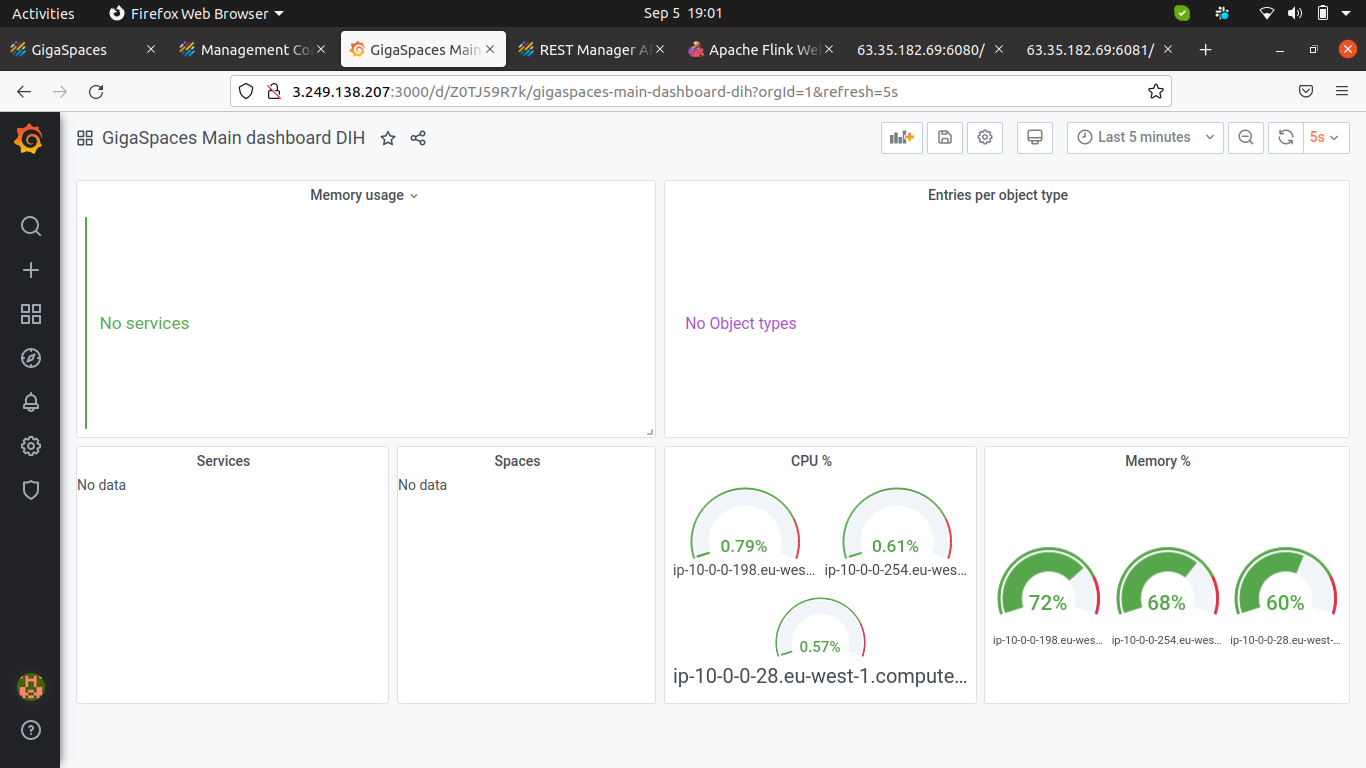 Activities Firefox Web Browser Sep 5 19:01
GigaSpaces Management Co GigaSpaces Main REST Manager A Apache Flink We 63.35.182.69:6080/ 63.35.182.69:6081/
3.249.138.207:3000/d/Z0TJ59R7k/gigaspaces-main-dashboard-dih?orgId=1&refresh=5s
GigaSpaces Main dashboard DIH Last 5 minutes 5s
Memory usage Entries per object type
No services No Object types
Services Spaces CPU % Memory %
No data No data
0.79% 0.61%
ip-10-0-0-198.eu-wes... ip-10-0-0-254.eu-wes...
72% 68% 60%
ip-10-0-0-198.eu-wes... ip-10-0-0-254.eu-wes... ip-10-0-0-28.eu-west-...
0.57%
ip-10-0-0-28.eu-west-1.compute...